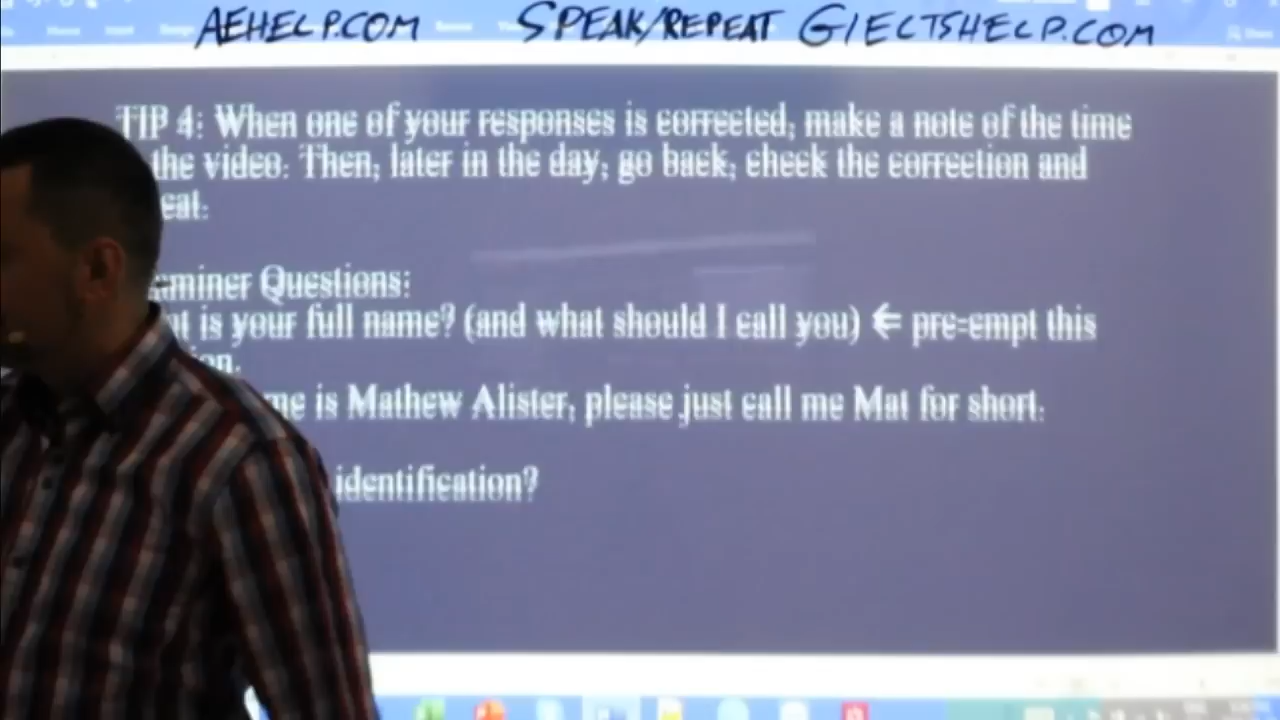 AEHELP.COM SPEAK/REPEAT GIELTSHELP.COM
TIP 4: When one of your responses is corrected, make a note of the time
the video. Then, later in the day, go back, check the correction and
eat.
aminer Questions:
t is your full name? (and what should I call you) ← pre-empt this
ion.
me is Mathew Alister, please just call me Mat for short.
identification?